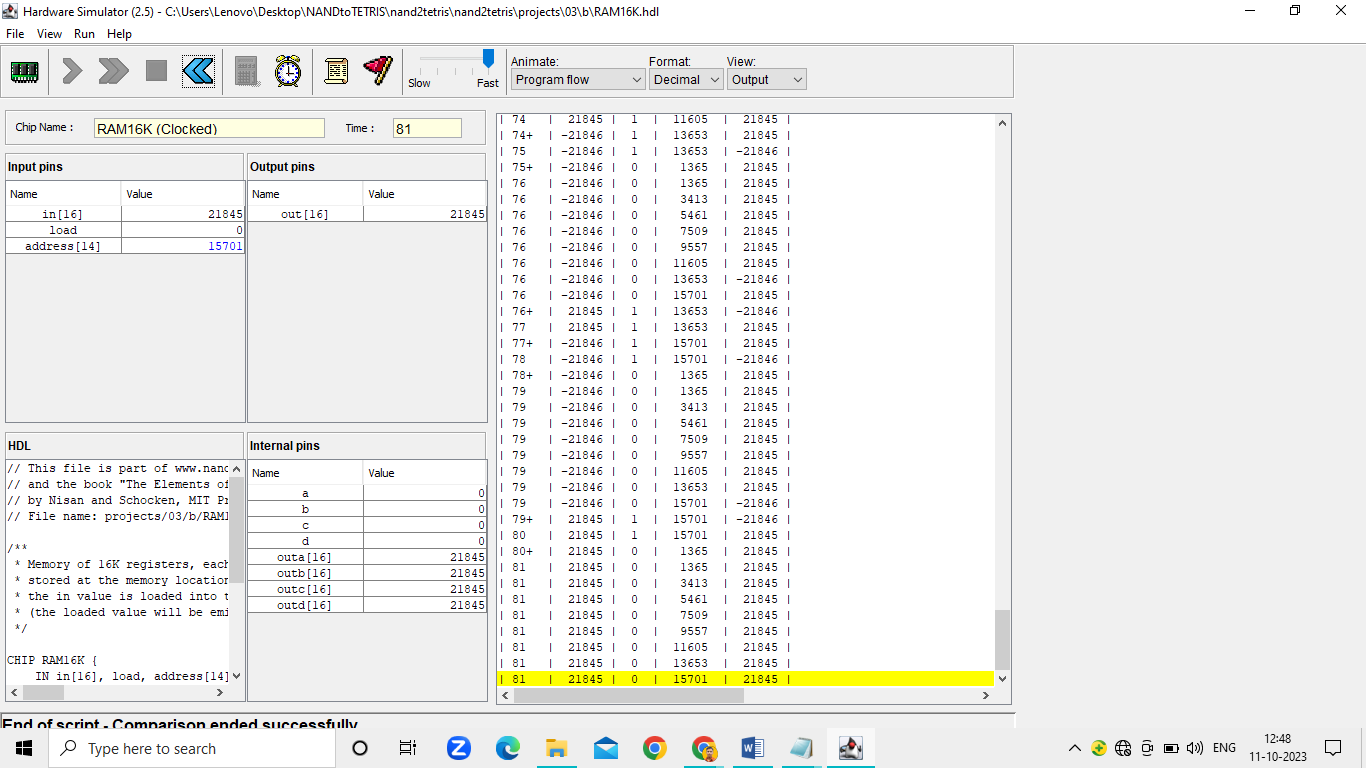 Hardware Simulator (2.5) - C:\Users\Lenovo\Desktop\NANDtoTETRIS\nand2tetris\nand2tetris\projects\03\b\RAM16K.hdl
File View Run Help
Slow Fast
Animate: Format: View:
Program flow Decimal Output
Chip Name : RAM16K (Clocked) Time : 81
Input pins
Name Value
in[16] 21845
load 0
address[14] 15701
Output pins
Name Value
out[16] 21845
HDL
// This file is part of www.nand
// and the book "The Elements of
// by Nisan and Schocken, MIT Pr
// File name: projects/03/b/RAM1
/**
* Memory of 16K registers, each
* stored at the memory location
* the in value is loaded into t
* (the loaded value will be emi
*/
CHIP RAM16K {
IN in[16], load, address[14]
Internal pins
Name Value
a 0
b 0
c 0
d 0
outa[16] 21845
outb[16] 21845
outc[16] 21845
outd[16] 21845
| 74 | 21845 | 1 | 11605 | 21845 |
| 74+ | -21846 | 1 | 13653 | 21845 |
| 75 | -21846 | 1 | 13653 | -21846 |
| 75+ | -21846 | 0 | 1365 | 21845 |
| 76 | -21846 | 0 | 1365 | 21845 |
| 76 | -21846 | 0 | 3413 | 21845 |
| 76 | -21846 | 0 | 5461 | 21845 |
| 76 | -21846 | 0 | 7509 | 21845 |
| 76 | -21846 | 0 | 9557 | 21845 |
| 76 | -21846 | 0 | 11605 | 21845 |
| 76 | -21846 | 0 | 13653 | -21846 |
| 76 | -21846 | 0 | 15701 | 21845 |
| 76+ | 21845 | 1 | 13653 | -21846 |
| 77 | 21845 | 1 | 13653 | 21845 |
| 77+ | -21846 | 1 | 15701 | 21845 |
| 78 | -21846 | 1 | 15701 | -21846 |
| 78+ | -21846 | 0 | 1365 | 21845 |
| 79 | -21846 | 0 | 1365 | 21845 |
| 79 | -21846 | 0 | 3413 | 21845 |
| 79 | -21846 | 0 | 5461 | 21845 |
| 79 | -21846 | 0 | 7509 | 21845 |
| 79 | -21846 | 0 | 9557 | 21845 |
| 79 | -21846 | 0 | 11605 | 21845 |
| 79 | -21846 | 0 | 13653 | 21845 |
| 79 | -21846 | 0 | 15701 | -21846 |
| 79+ | 21845 | 1 | 15701 | -21846 |
| 80 | 21845 | 1 | 15701 | 21845 |
| 80+ | 21845 | 0 | 1365 | 21845 |
| 81 | 21845 | 0 | 1365 | 21845 |
| 81 | 21845 | 0 | 3413 | 21845 |
| 81 | 21845 | 0 | 5461 | 21845 |
| 81 | 21845 | 0 | 7509 | 21845 |
| 81 | 21845 | 0 | 9557 | 21845 |
| 81 | 21845 | 0 | 11605 | 21845 |
| 81 | 21845 | 0 | 13653 | 21845 |
| 81 | 21845 | 0 | 15701 | 21845 |
End of script - Comparison ended successfully
Type here to search
ENG
12:48
11-10-2023